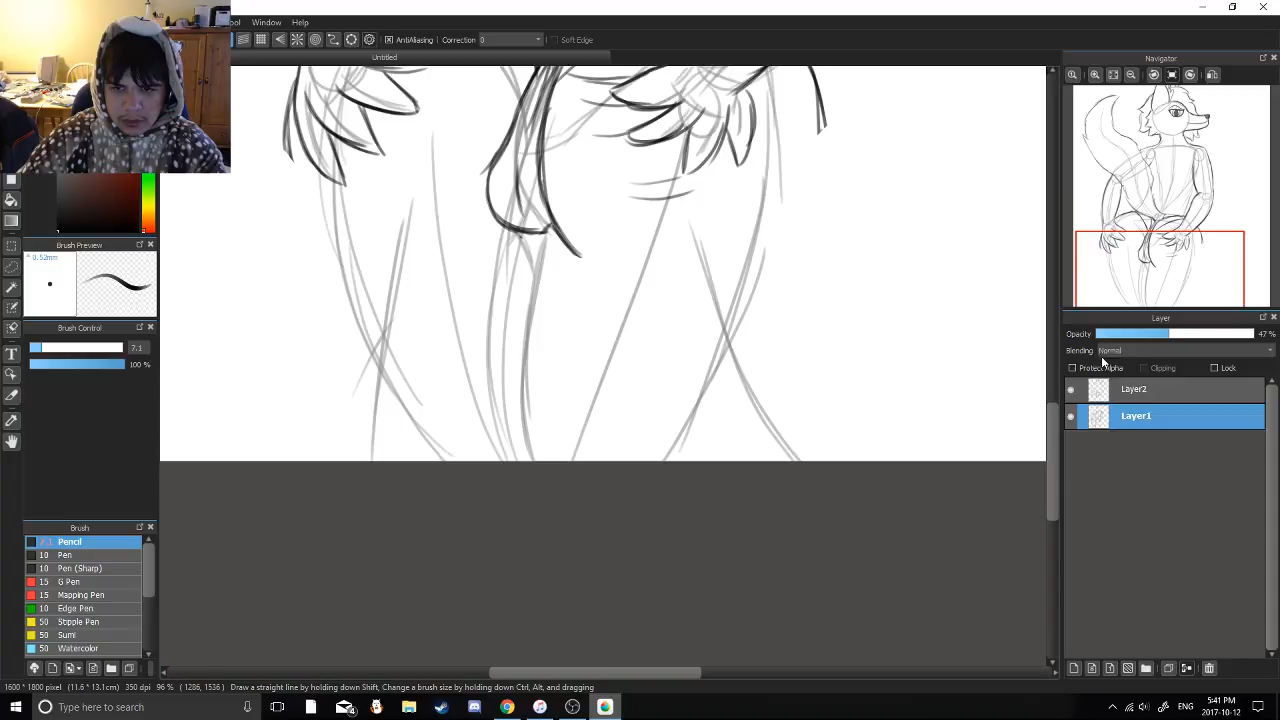 ool Window Help
AntiAliasing Correction 0 Soft Edge
Untitled
Navigator
Brush Preview
* 0.52mm
Brush Control
7.1
100 %
Layer
Opacity 47 %
Blending Normal
Protect Alpha Clipping Lock
Layer2
Layer1
Brush
7.1 Pencil
10 Pen
10 Pen (Sharp)
15 G Pen
15 Mapping Pen
10 Edge Pen
50 Stipple Pen
50 Sumi
50 Watercolor
1600 * 1800 pixel (11.6 * 13.1cm) 350 dpi 96 % ( 1286, 1536) Draw a straight line by holding down Shift, Change a brush size by holding down Ctrl, Alt, and dragging
Type here to search
5:41 PM
2017-10-12